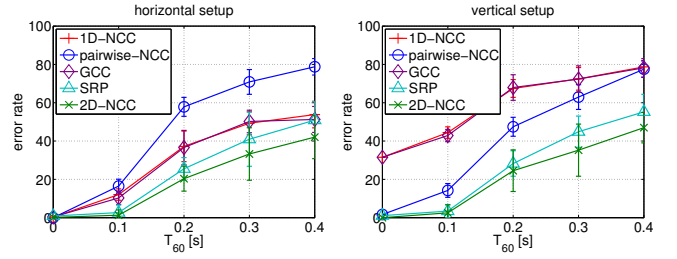 horizontal setup
100
80
60
40
20
0
error rate
1D−NCC
pairwise−NCC
GCC
SRP
2D−NCC
0 0.1 0.2 0.3 0.4
T60 [s]
vertical setup
100
80
60
40
20
0
error rate
1D−NCC
pairwise−NCC
GCC
SRP
2D−NCC
0 0.1 0.2 0.3 0.4
T60 [s]